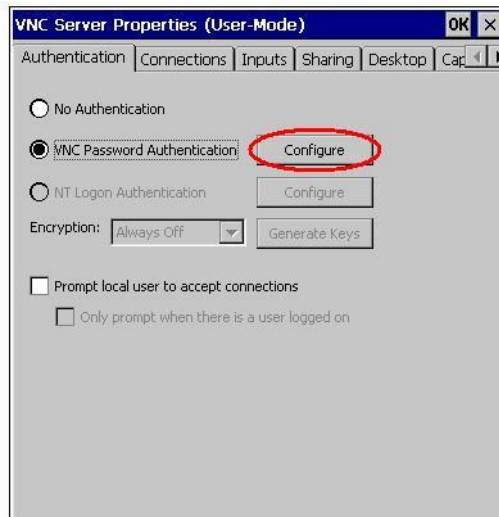 VNC Server Properties (User-Mode) OK ×
Authentication Connections Inputs Sharing Desktop Cap
No Authentication
VNC Password Authentication Configure
NT Logon Authentication Configure
Encryption: Always Off Generate Keys
Prompt local user to accept connections
Only prompt when there is a user logged on